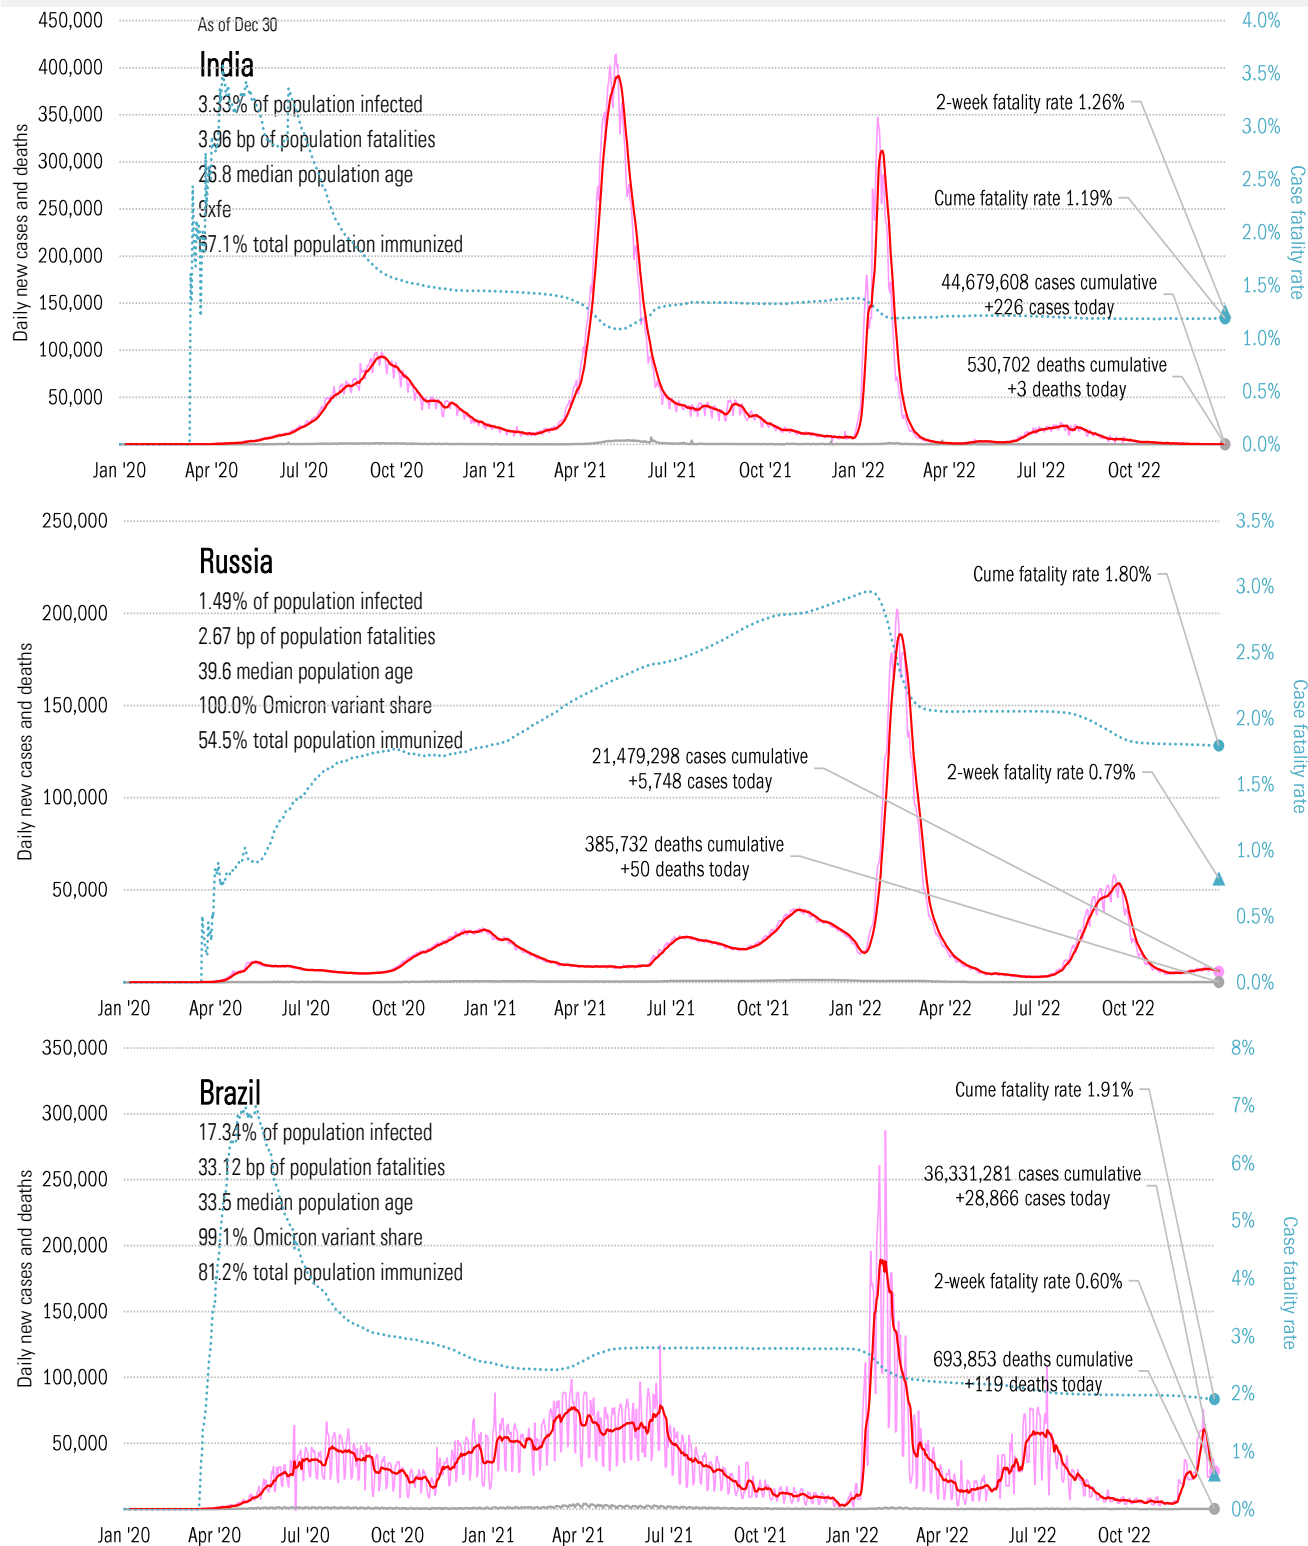 450,000
400,000
350,000
300,000
250,000
200,000
150,000
100,000
50,000
Daily new cases and deaths
As of Dec 30
India
3.33% of population infected
3.96 bp of population fatalities
26.8 median population age
9xfe
67.1% total population immunized
2-week fatality rate 1.26%
Cume fatality rate 1.19%
44,679,608 cases cumulative
+226 cases today
530,702 deaths cumulative
+3 deaths today
4.0%
3.5%
3.0%
2.5%
2.0%
1.5%
1.0%
0.5%
0.0%
Case fatality rate
Jan '20 Apr '20 Jul '20 Oct '20 Jan '21 Apr '21 Jul '21 Oct '21 Jan '22 Apr '22 Jul '22 Oct '22
250,000
200,000
150,000
100,000
50,000
Daily new cases and deaths
Russia
1.49% of population infected
2.67 bp of population fatalities
39.6 median population age
100.0% Omicron variant share
54.5% total population immunized
Cume fatality rate 1.80%
21,479,298 cases cumulative
+5,748 cases today
2-week fatality rate 0.79%
385,732 deaths cumulative
+50 deaths today
3.5%
3.0%
2.5%
2.0%
1.5%
1.0%
0.5%
0.0%
Case fatality rate
Jan '20 Apr '20 Jul '20 Oct '20 Jan '21 Apr '21 Jul '21 Oct '21 Jan '22 Apr '22 Jul '22 Oct '22
350,000
300,000
250,000
200,000
150,000
100,000
50,000
Daily new cases and deaths
Brazil
17.34% of population infected
33.12 bp of population fatalities
33.5 median population age
99.1% Omicron variant share
81.2% total population immunized
Cume fatality rate 1.91%
36,331,281 cases cumulative
+28,866 cases today
2-week fatality rate 0.60%
693,853 deaths cumulative
+119 deaths today
8%
7%
6%
5%
4%
3%
2%
1%
0%
Case fatality rate
Jan '20 Apr '20 Jul '20 Oct '20 Jan '21 Apr '21 Jul '21 Oct '21 Jan '22 Apr '22 Jul '22 Oct '22